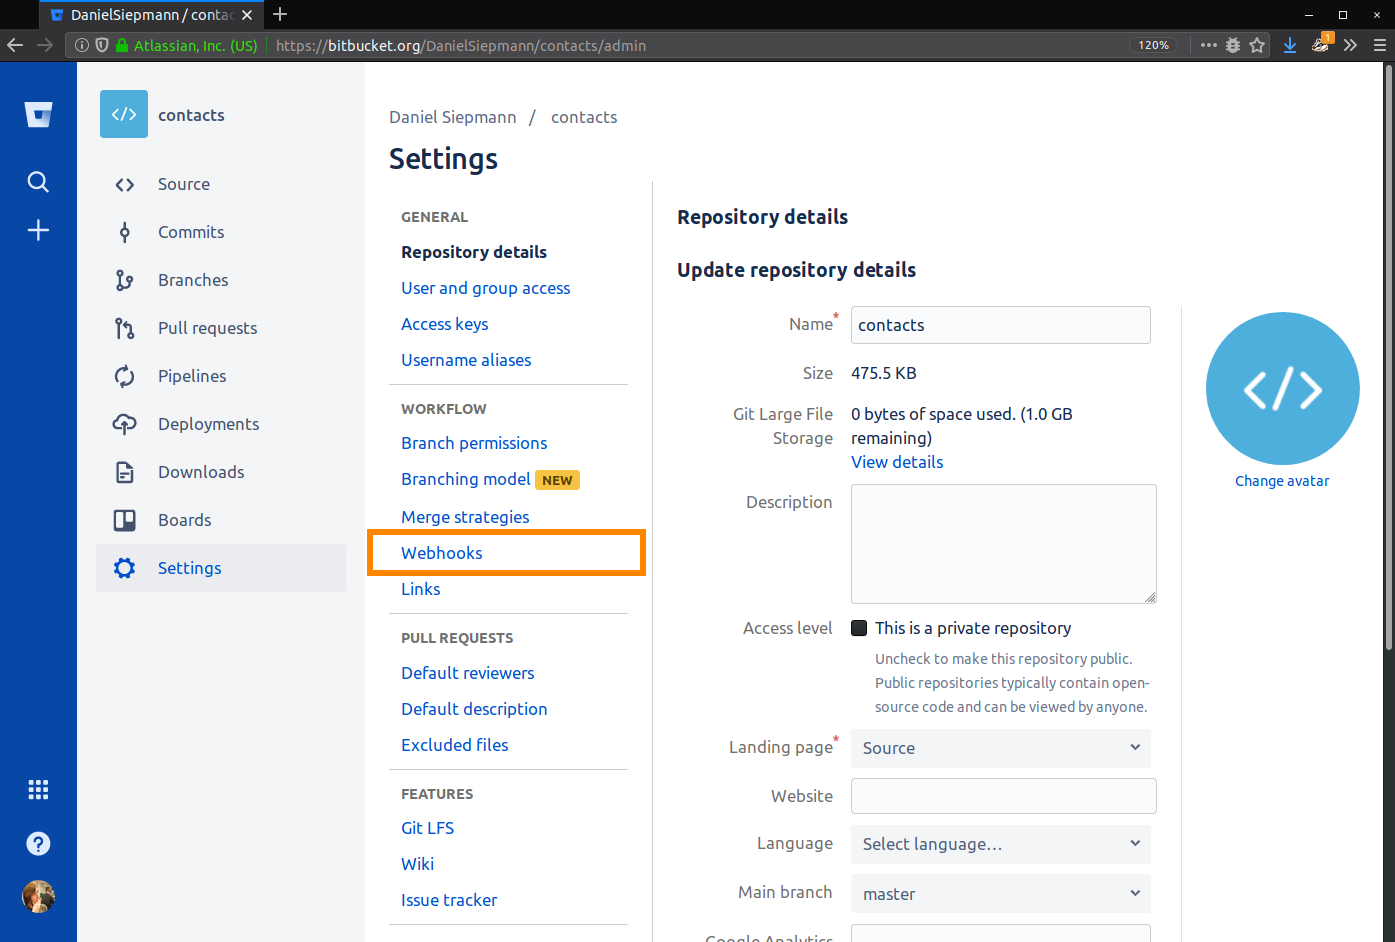 DanielSiepmann / contac
Atlassian, Inc. (US)
https://bitbucket.org/DanielSiepmann/contacts/admin
120%
1
contacts
Source
Commits
Branches
Pull requests
Pipelines
Deployments
Downloads
Boards
Settings
Daniel Siepmann / contacts
Settings
GENERAL
Repository details
User and group access
Access keys
Username aliases
WORKFLOW
Branch permissions
Branching model NEW
Merge strategies
Webhooks
Links
PULL REQUESTS
Default reviewers
Default description
Excluded files
FEATURES
Git LFS
Wiki
Issue tracker
Repository details
Update repository details
Name*
contacts
Size
475.5 KB
Git Large File
Storage
0 bytes of space used. (1.0 GB
remaining)
View details
Description
Access level
This is a private repository
Uncheck to make this repository public.
Public repositories typically contain open-
source code and can be viewed by anyone.
Landing page*
Source
Website
Language
Select language…
Main branch
master
Google Analytics
</>
Change avatar